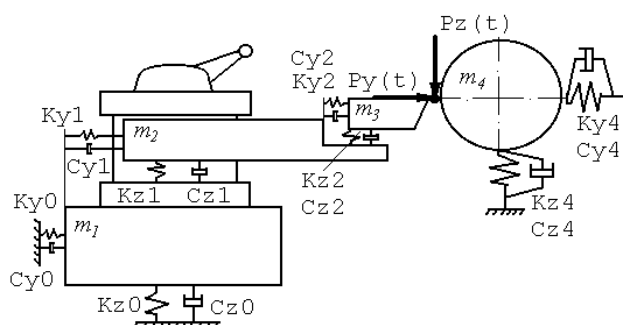 Pz(t)
Cy2
Ky2 Py(t) m4
Ky1 m2 m3
Ky4
Cy1 Cy4
Kz1 Cz1 Kz2
Ky0 Cz2 Kz4
m1 Cz4
Cy0
Kz0 Cz0